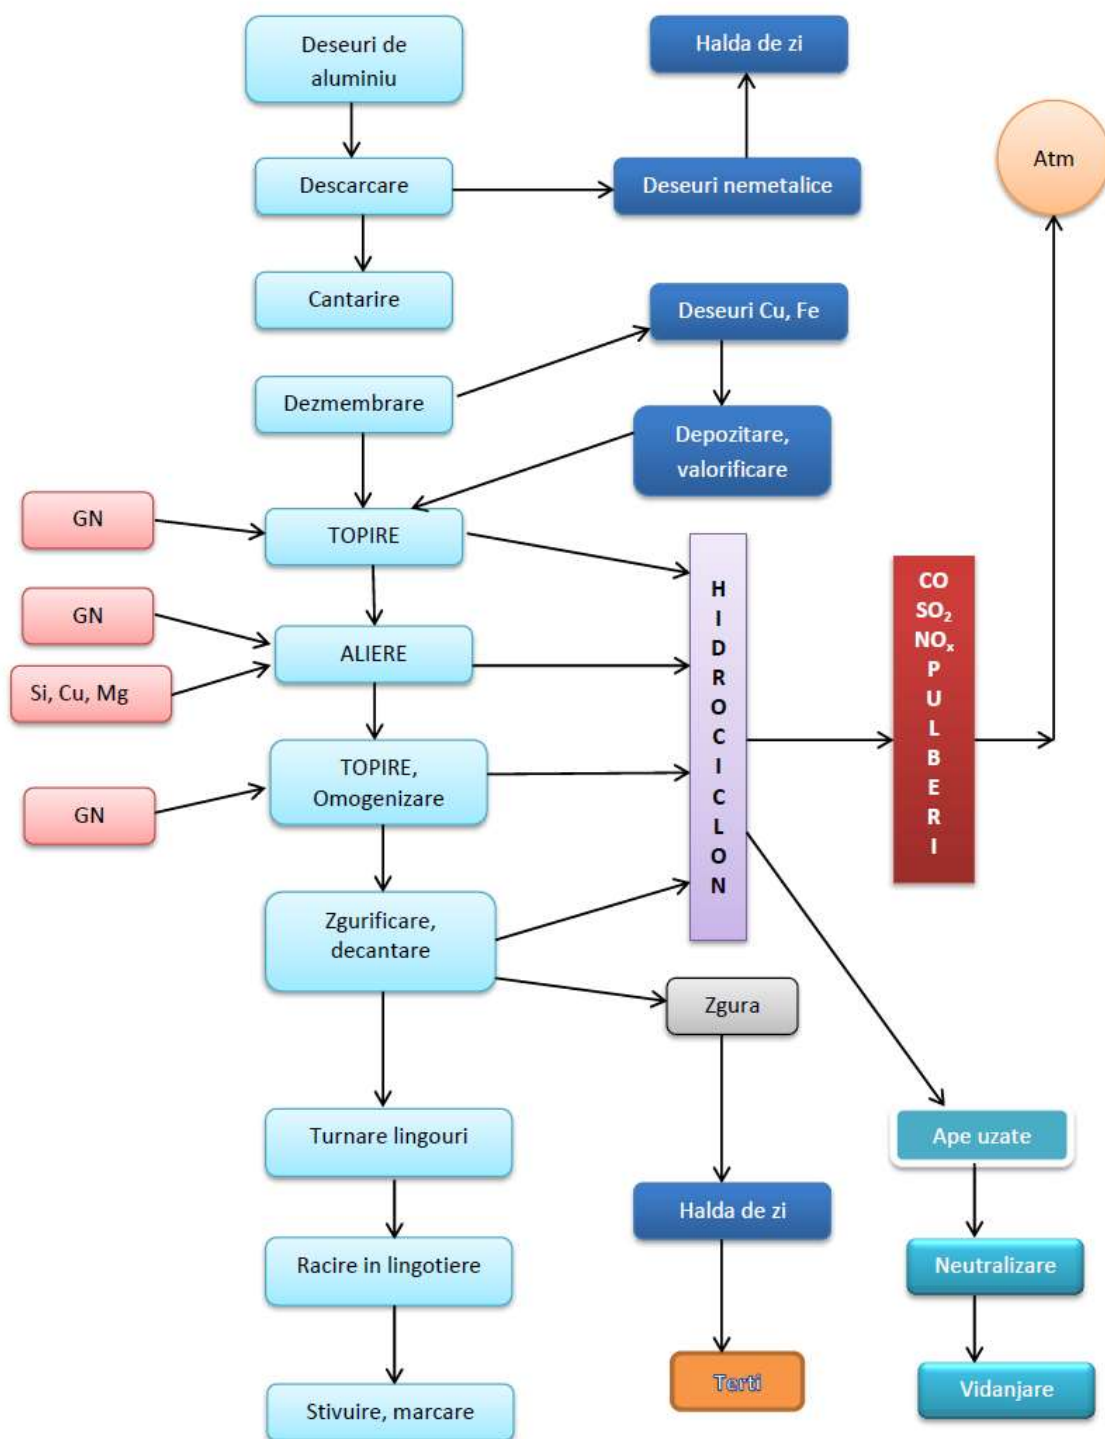 Deseuri de
aluminiu
Halda de zi
Atm
Descarcare
Deseuri nemetalice
Cantarire
Deseuri Cu, Fe
Dezmembrare
Depozitare,
valorificare
GN
TOPIRE
GN
ALIERE
Si, Cu, Mg
TOPIRE,
Omogenizare
GN
HIDROCICLON
CO
SO₂
NOₓ
PULBERI
Zgurificare,
decantare
Zgura
Turnare lingouri
Ape uzate
Halda de zi
Racire in lingotiere
Neutralizare
Terti
Vidanjare
Stivuire, marcare